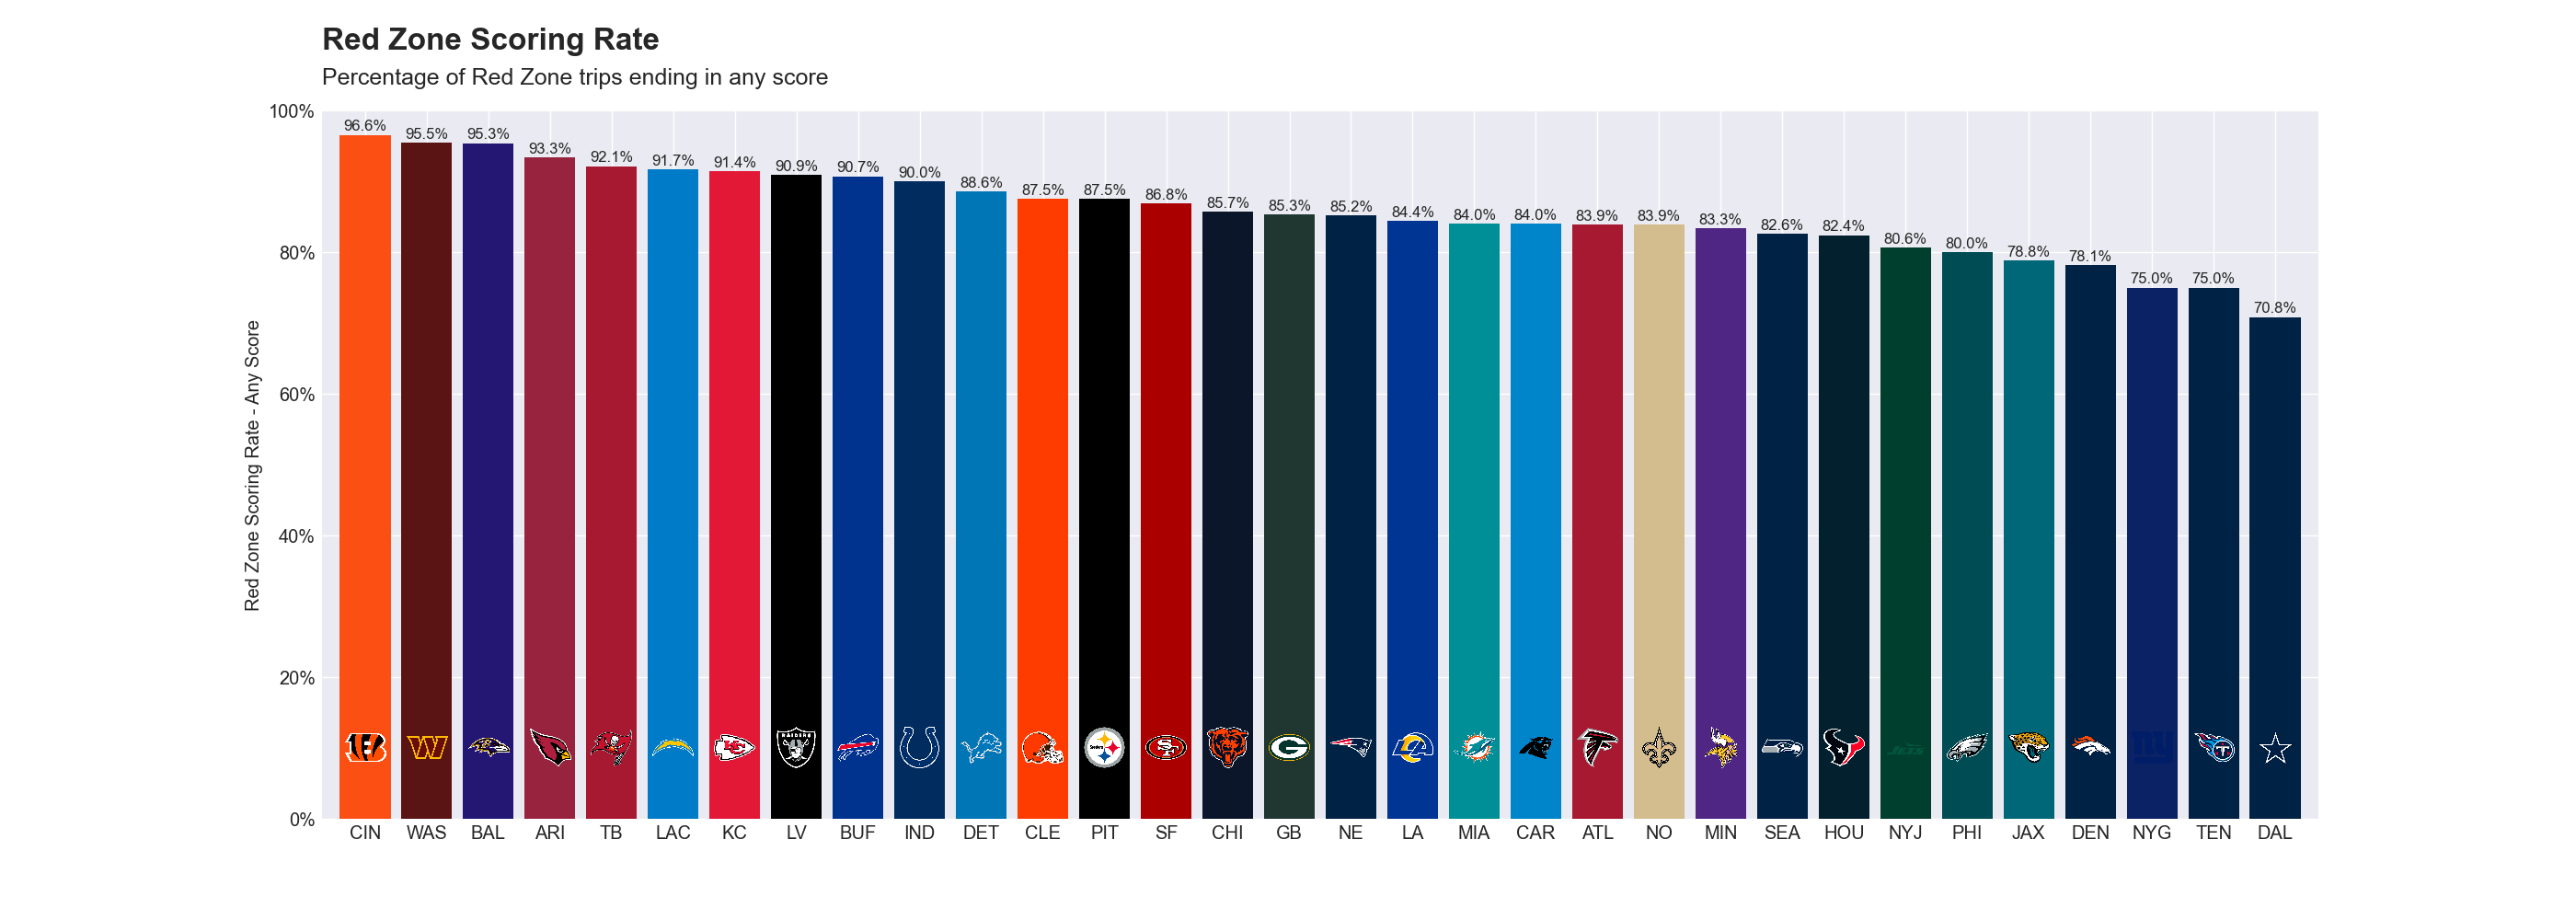 Red Zone Scoring Rate
Percentage of Red Zone trips ending in any score
Red Zone Scoring Rate - Any Score
100%
80%
60%
40%
20%
0%
96.6% 95.5% 95.3% 93.3% 92.1% 91.7% 91.4% 90.9% 90.7% 90.0% 88.6% 87.5% 87.5% 86.8% 85.7% 85.3% 85.2% 84.4% 84.0% 84.0% 83.9% 83.9% 83.3% 82.6% 82.4% 80.6% 80.0% 78.8% 78.1% 75.0% 75.0% 70.8%
RAIDERS Steelers SF G LA JETS ny T
CIN WAS BAL ARI TB LAC KC LV BUF IND DET CLE PIT SF CHI GB NE LA MIA CAR ATL NO MIN SEA HOU NYJ PHI JAX DEN NYG TEN DAL